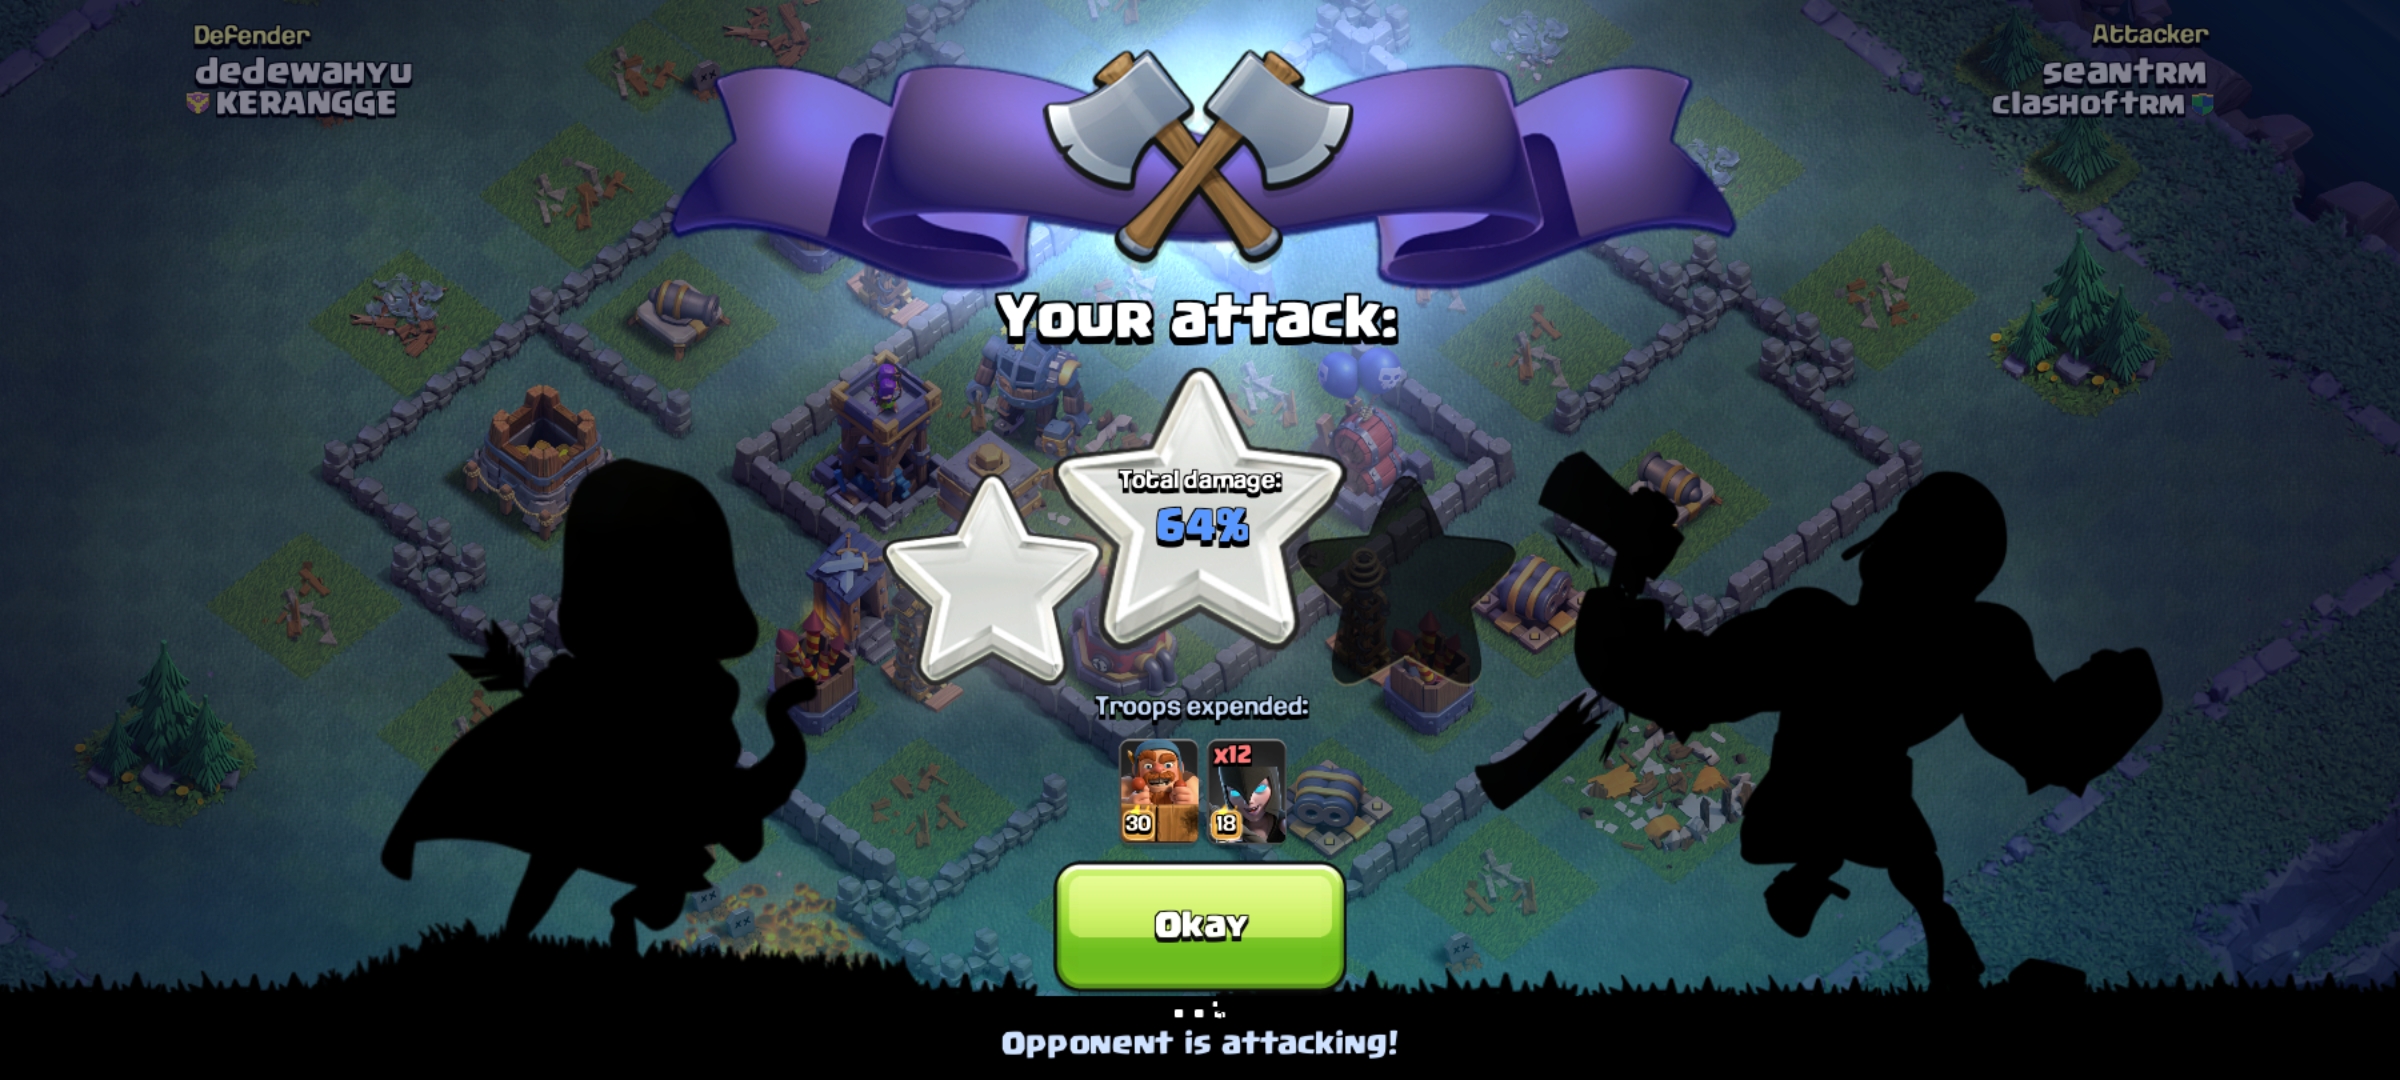 Defender
dedewahyu
KERANGGE
Attacker
seantrm
clashoftrm
Your attack:
Total damage:
64%
Troops expended:
x12
30
18
Okay
Opponent is attacking!